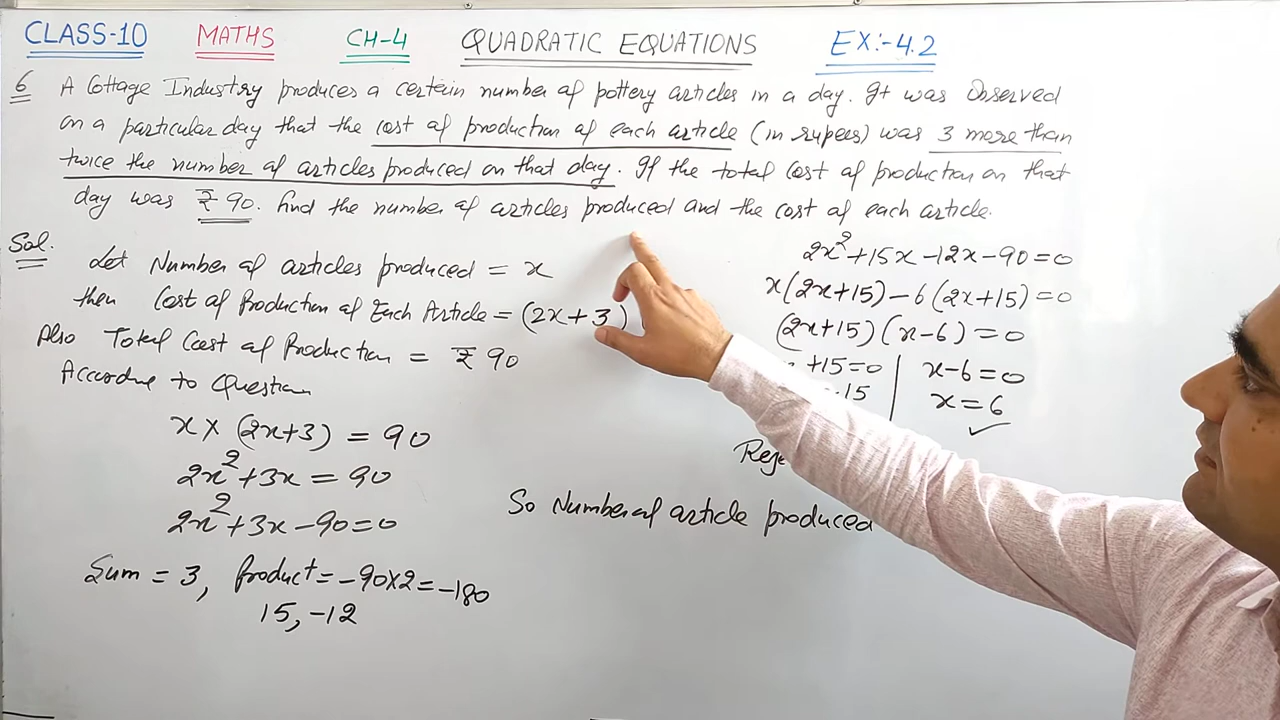 CLASS-10 MATHS CH-4 QUADRATIC EQUATIONS EX:-4.2
6 A Cottage Industry produces a certain number of pottery articles in a day. It was Observed
on a particular day that the cost of production of each article (in rupees) was 3 more than
twice the number of articles produced on that day. If the total Cost of production on that
day was ₹ 90. find the number of articles produced and the cost of each article.
Sol.
Let Number of articles produced = x
then Cost of Production of Each Article = (2x+3)
Also Total Cost of Production = ₹ 90
According to Question
x × (2x+3) = 90
2x²+3x = 90
2x²+3x-90=0
Sum = 3, Product = -90×2 = -180
15, -12
2x²+15x-12x-90=0
x(2x+15)-6(2x+15)=0
(2x+15)(x-6)=0
+15=0 | x-6=0
15 | x=6 ✓
So Number of article produced